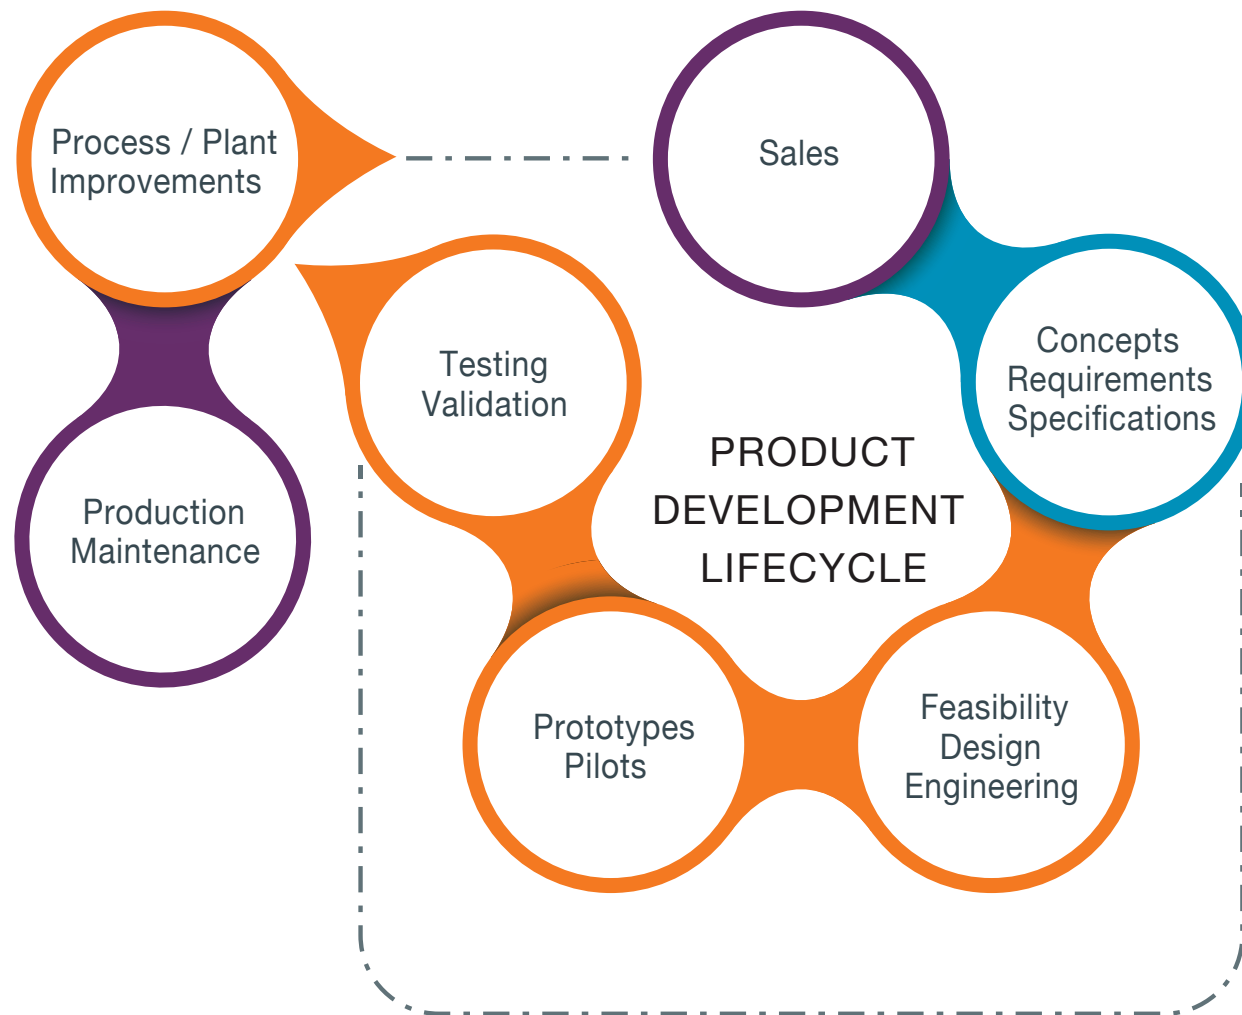 Process / Plant
Improvements
Sales
Concepts
Requirements
Specifications
Testing
Validation
PRODUCT
DEVELOPMENT
LIFECYCLE
Production
Maintenance
Prototypes
Pilots
Feasibility
Design
Engineering